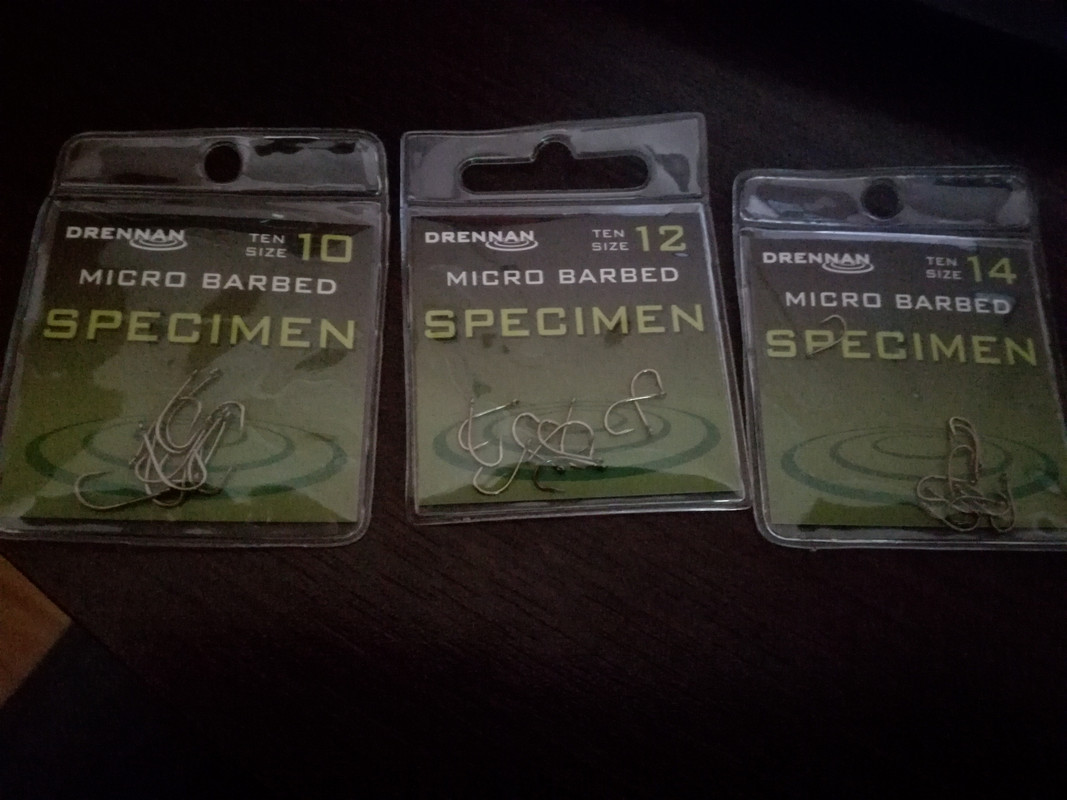 DRENNAN
TEN
SIZE 10
MICRO BARBED
SPECIMEN
DRENNAN
TEN
SIZE 12
MICRO BARBED
SPECIMEN
DRENNAN
TEN
SIZE 14
MICRO BARBED
SPECIMEN